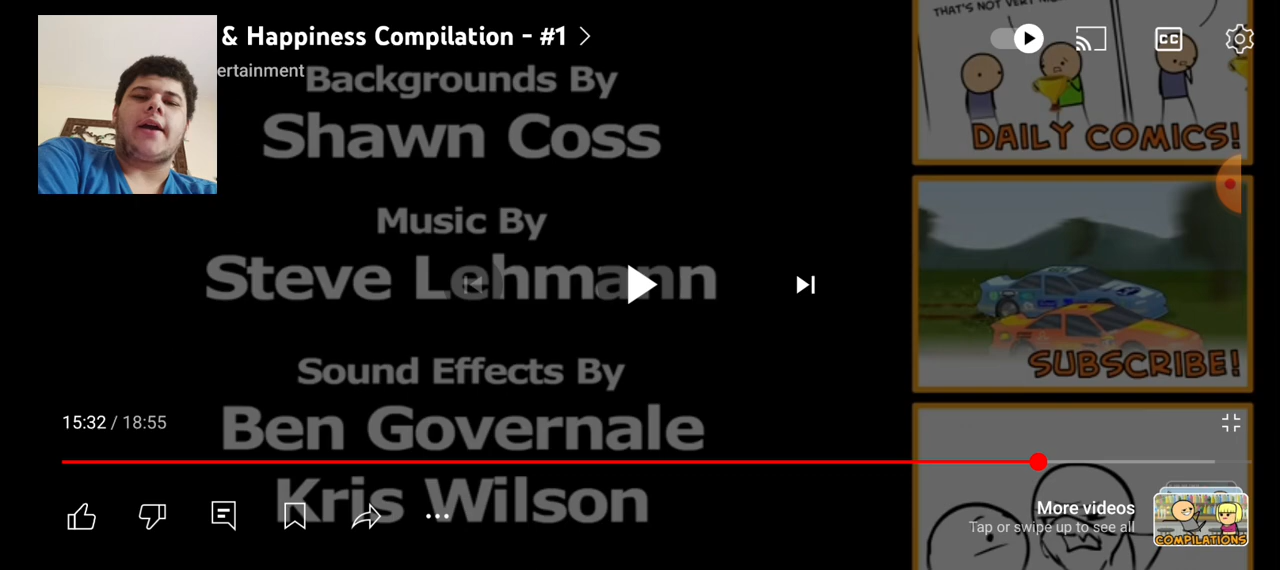 & Happiness Compilation - #1
ertainment
THAT'S NOT VERY
DAILY COMICS!
Backgrounds By
Shawn Coss
Music By
Steve Lehmann
SUBSCRIBE!
Sound Effects By
15:32 / 18:55
Ben Governale
Kris Wilson
More videos
Tap or swipe up to see all
COMPILATIONS
CC